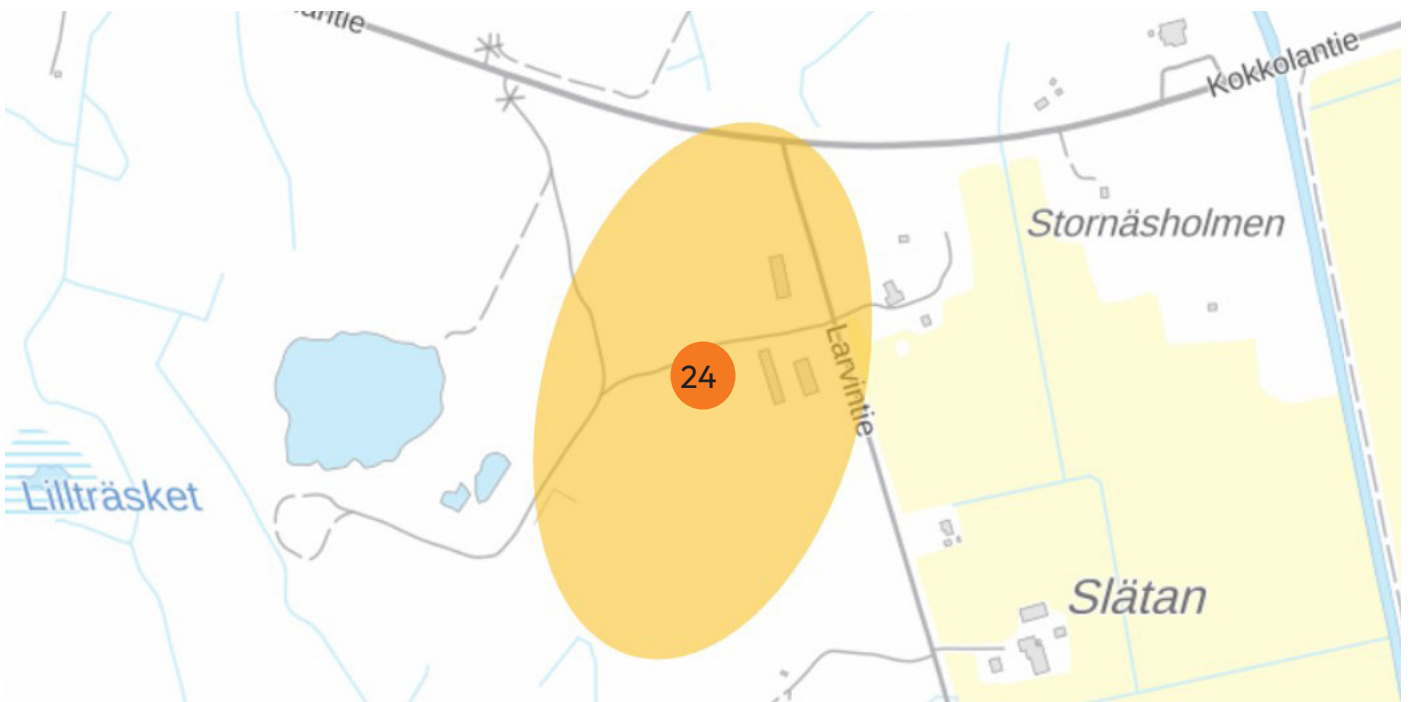 Kokkolantie
Stornäsholmen
24
Larvintie
Lillträsket
Slätan